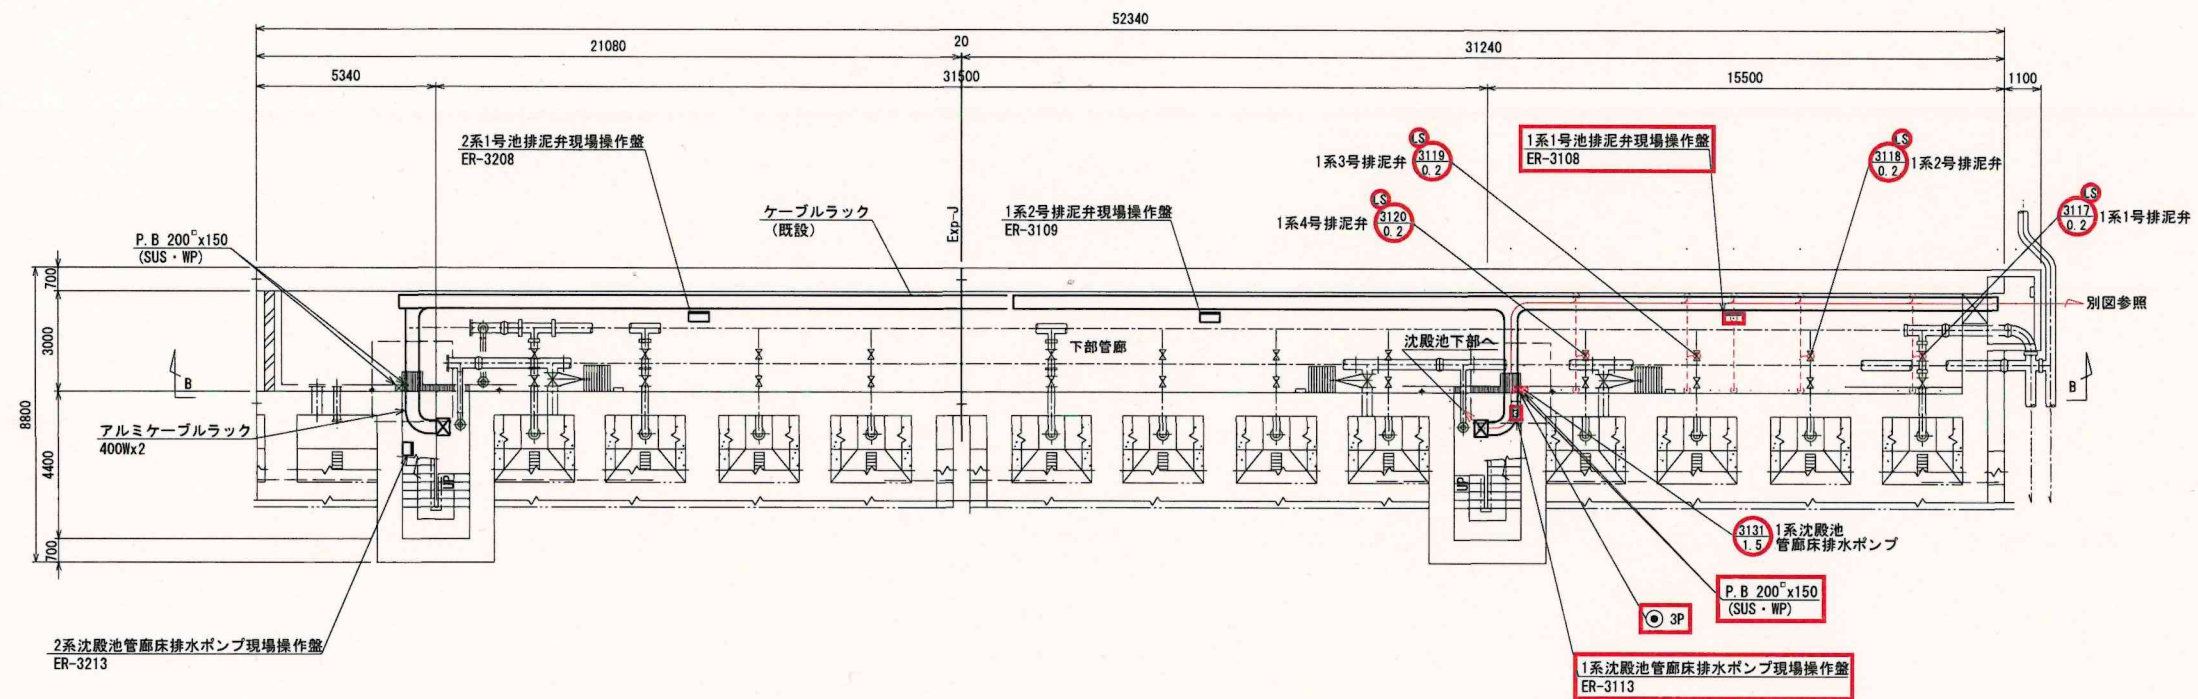 52340
21080
20
31240
5340
31500
15500
1100
2系1号池排泥弁現場操作盤
ER-3208
ケーブルラック
(既設)
Exp-J
1系2号排泥弁現場操作盤
ER-3109
LS
1系3号排泥弁
3119
0.2
LS
1系4号排泥弁
3120
0.2
1系1号池排泥弁現場操作盤
ER-3108
LS
3118
0.2
1系2号排泥弁
LS
3117
0.2
1系1号排泥弁
P.B 200□x150
(SUS・WP)
別図参照
700
3000
8800
4400
700
B
B
下部管廊
沈殿池下部へ
アルミケーブルラック
400Wx2
UP
UP
3131
1.5
1系沈殿池
管廊床排水ポンプ
P.B 200□x150
(SUS・WP)
3P
2系沈殿池管廊床排水ポンプ現場操作盤
ER-3213
1系沈殿池管廊床排水ポンプ現場操作盤
ER-3113